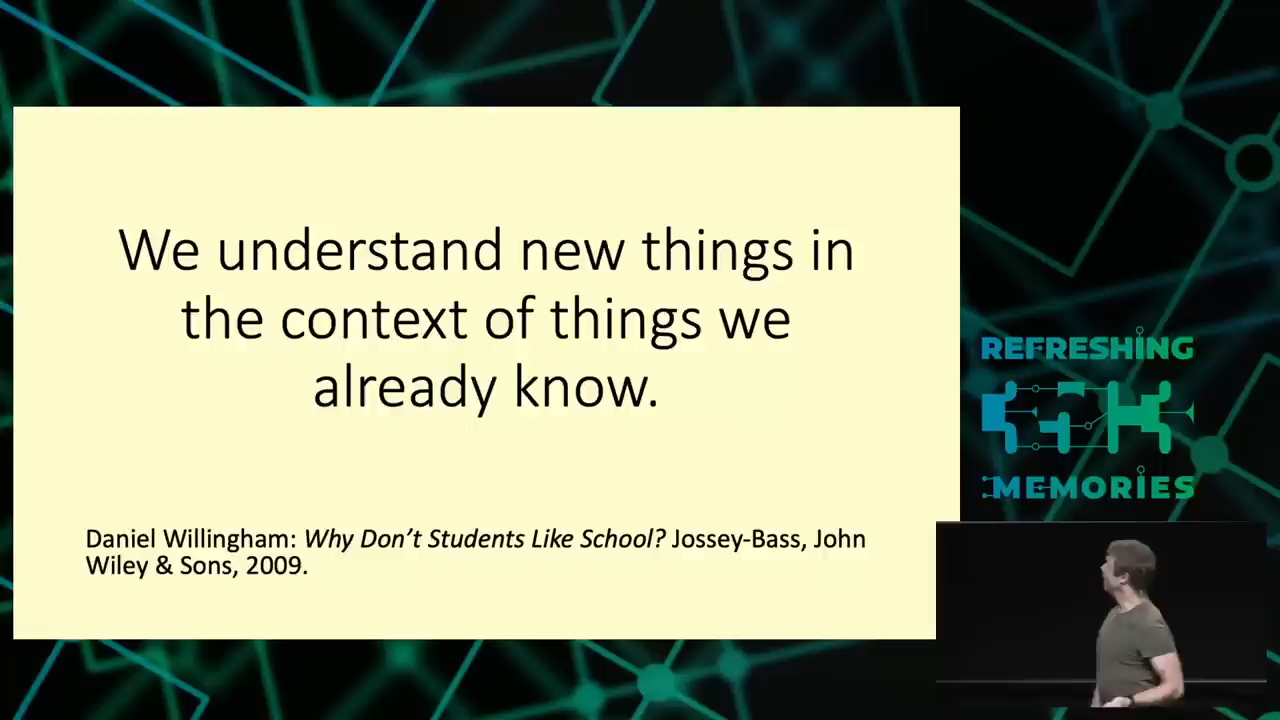 We understand new things in
the context of things we
already know.
Daniel Willingham: Why Don’t Students Like School? Jossey-Bass, John
Wiley & Sons, 2009.
REFRESHING
MEMORIES